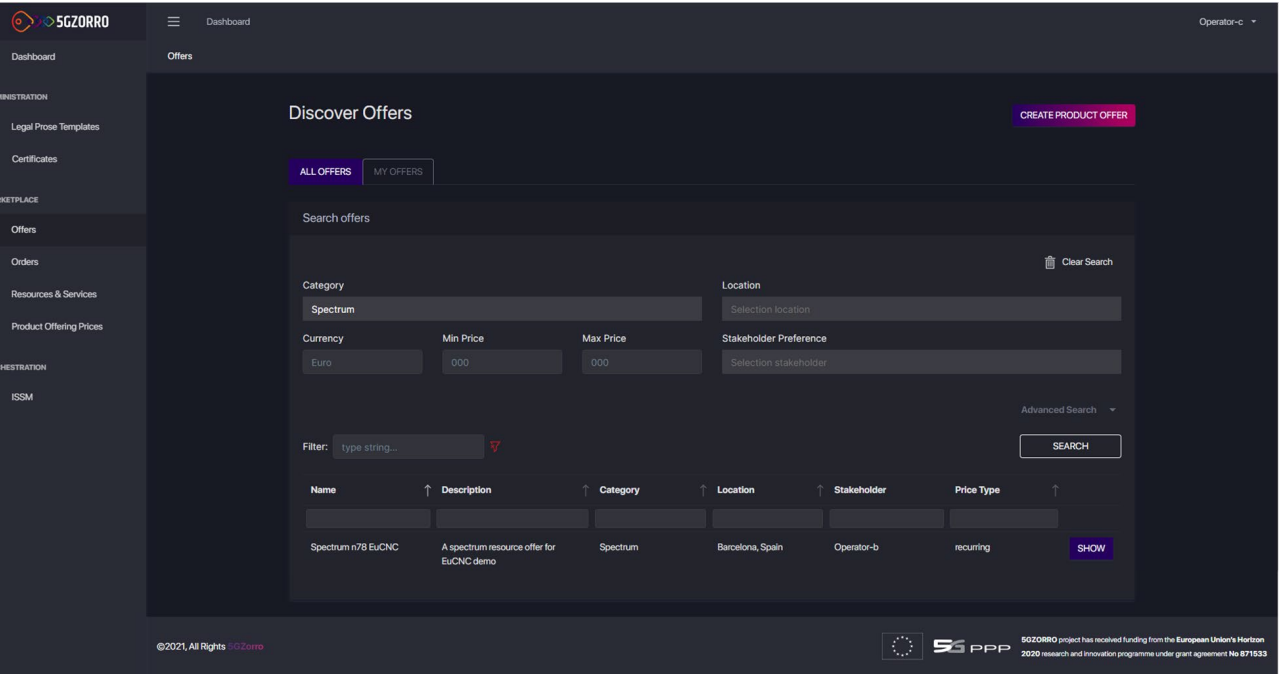 5GZORRO
Dashboard
Operator-c
Dashboard
Offers
INISTRATION
Legal Prose Templates
Certificates
Discover Offers
CREATE PRODUCT OFFER
ALL OFFERS
MY OFFERS
RKETPLACE
Offers
Orders
Resources & Services
Product Offering Prices
HESTRATION
ISSM
Search offers
Clear Search
Category
Location
Spectrum
Selection location
Currency
Min Price
Max Price
Stakeholder Preference
Euro
000
000
Selection stakeholder
Advanced Search
Filter:
type string...
SEARCH
Name
Description
Category
Location
Stakeholder
Price Type
Spectrum n78 EuCNC
A spectrum resource offer for
EuCNC demo
Spectrum
Barcelona, Spain
Operator-b
recurring
SHOW
©2021, All Rights 5GZorro
5G PPP
5GZORRO project has received funding from the European Union's Horizon
2020 research and innovation programme under grant agreement No 871533